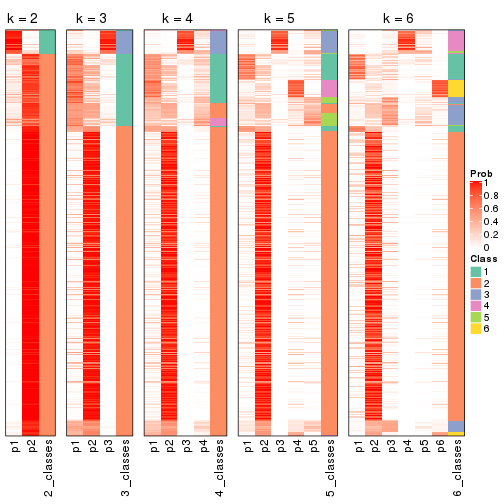 k = 2
k = 3
k = 4
k = 5
k = 6
Prob
1
0.8
0.6
0.4
0.2
0
Class
1
2
3
4
5
6
p1
p2
2_classes
p1
p2
p3
3_classes
p1
p2
p3
p4
4_classes
p1
p2
p3
p4
p5
5_classes
p1
p2
p3
p4
p5
p6
6_classes